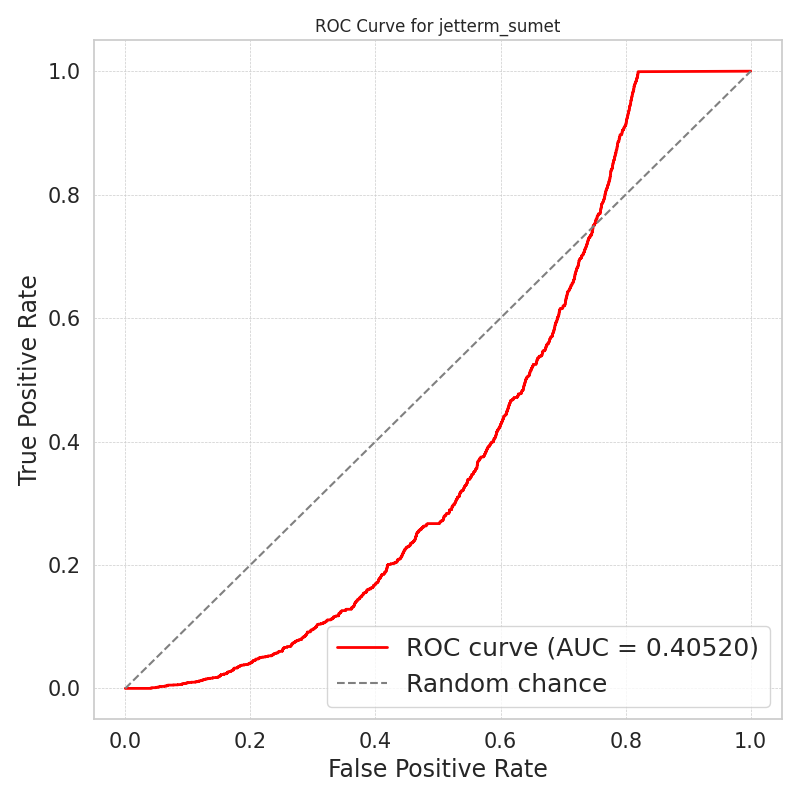 ROC Curve for jetterm_sumet
1.0
0.8
0.6
0.4
0.2
0.0
True Positive Rate
ROC curve (AUC = 0.40520)
Random chance
0.0 0.2 0.4 0.6 0.8 1.0
False Positive Rate